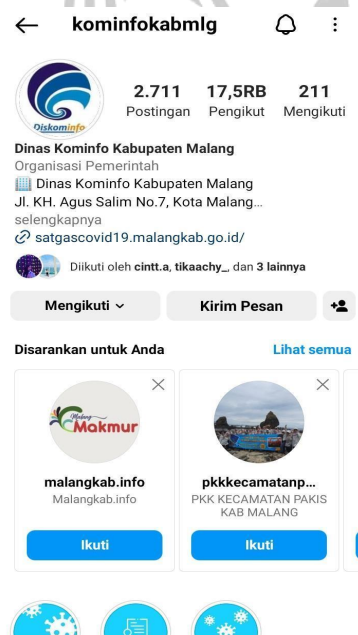 kominfokabmlg
Diskominfo
2.711 17,5RB 211
Postingan Pengikut Mengikuti
Dinas Kominfo Kabupaten Malang
Organisasi Pemerintah
Dinas Kominfo Kabupaten Malang
Jl. KH. Agus Salim No.7, Kota Malang...
selengkapnya
satgascovid19.malangkab.go.id/
Diikuti oleh cintt.a, tikaachy_, dan 3 lainnya
Mengikuti Kirim Pesan
Disarankan untuk Anda Lihat semua
Malang
Makmur
malangkab.info
Malangkab.info
Ikuti
pkkkecamatanp...
PKK KECAMATAN PAKIS
KAB MALANG
Ikuti